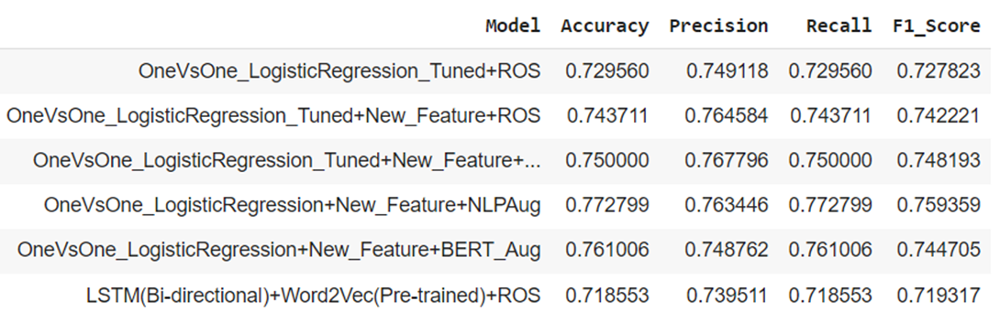 Model Accuracy Precision Recall F1_Score
OneVsOne_LogisticRegression_Tuned+ROS 0.729560 0.749118 0.729560 0.727823
OneVsOne_LogisticRegression_Tuned+New_Feature+ROS 0.743711 0.764584 0.743711 0.742221
OneVsOne_LogisticRegression_Tuned+New_Feature+... 0.750000 0.767796 0.750000 0.748193
OneVsOne_LogisticRegression+New_Feature+NLPAug 0.772799 0.763446 0.772799 0.759359
OneVsOne_LogisticRegression+New_Feature+BERT_Aug 0.761006 0.748762 0.761006 0.744705
LSTM(Bi-directional)+Word2Vec(Pre-trained)+ROS 0.718553 0.739511 0.718553 0.719317